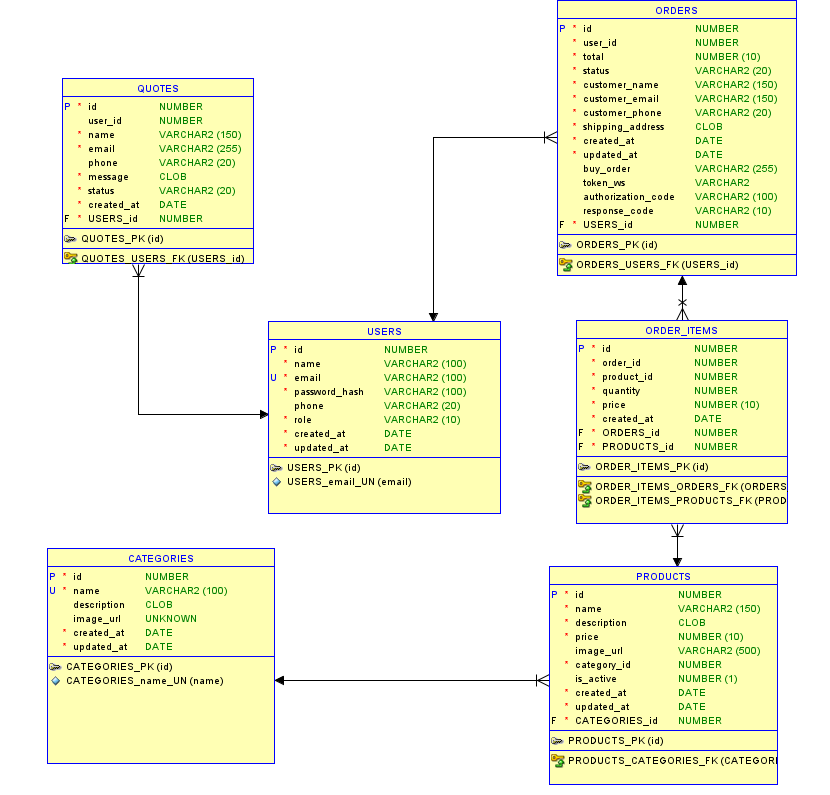 ORDERS
P * id NUMBER
* user_id NUMBER
* total NUMBER (10)
* status VARCHAR2 (20)
* customer_name VARCHAR2 (150)
* customer_email VARCHAR2 (150)
* customer_phone VARCHAR2 (20)
* shipping_address CLOB
* created_at DATE
* updated_at DATE
buy_order VARCHAR2 (255)
token_ws VARCHAR2
authorization_code VARCHAR2 (100)
response_code VARCHAR2 (10)
F * USERS_id NUMBER
ORDERS_PK (id)
ORDERS_USERS_FK (USERS_id)
QUOTES
P * id NUMBER
user_id NUMBER
* name VARCHAR2 (150)
* email VARCHAR2 (255)
phone VARCHAR2 (20)
* message CLOB
* status VARCHAR2 (20)
* created_at DATE
F * USERS_id NUMBER
QUOTES_PK (id)
QUOTES_USERS_FK (USERS_id)
USERS
P * id NUMBER
* name VARCHAR2 (100)
U * email VARCHAR2 (100)
* password_hash VARCHAR2 (100)
phone VARCHAR2 (20)
* role VARCHAR2 (10)
* created_at DATE
* updated_at DATE
USERS_PK (id)
USERS_email_UN (email)
ORDER_ITEMS
P * id NUMBER
* order_id NUMBER
* product_id NUMBER
* quantity NUMBER
* price NUMBER (10)
* created_at DATE
F * ORDERS_id NUMBER
F * PRODUCTS_id NUMBER
ORDER_ITEMS_PK (id)
ORDER_ITEMS_ORDERS_FK (ORDERS
ORDER_ITEMS_PRODUCTS_FK (PROD
CATEGORIES
P * id NUMBER
U * name VARCHAR2 (100)
description CLOB
image_url UNKNOWN
* created_at DATE
* updated_at DATE
CATEGORIES_PK (id)
CATEGORIES_name_UN (name)
PRODUCTS
P * id NUMBER
* name VARCHAR2 (150)
* description CLOB
* price NUMBER (10)
image_url VARCHAR2 (500)
* category_id NUMBER
is_active NUMBER (1)
* created_at DATE
* updated_at DATE
F * CATEGORIES_id NUMBER
PRODUCTS_PK (id)
PRODUCTS_CATEGORIES_FK (CATEGORI